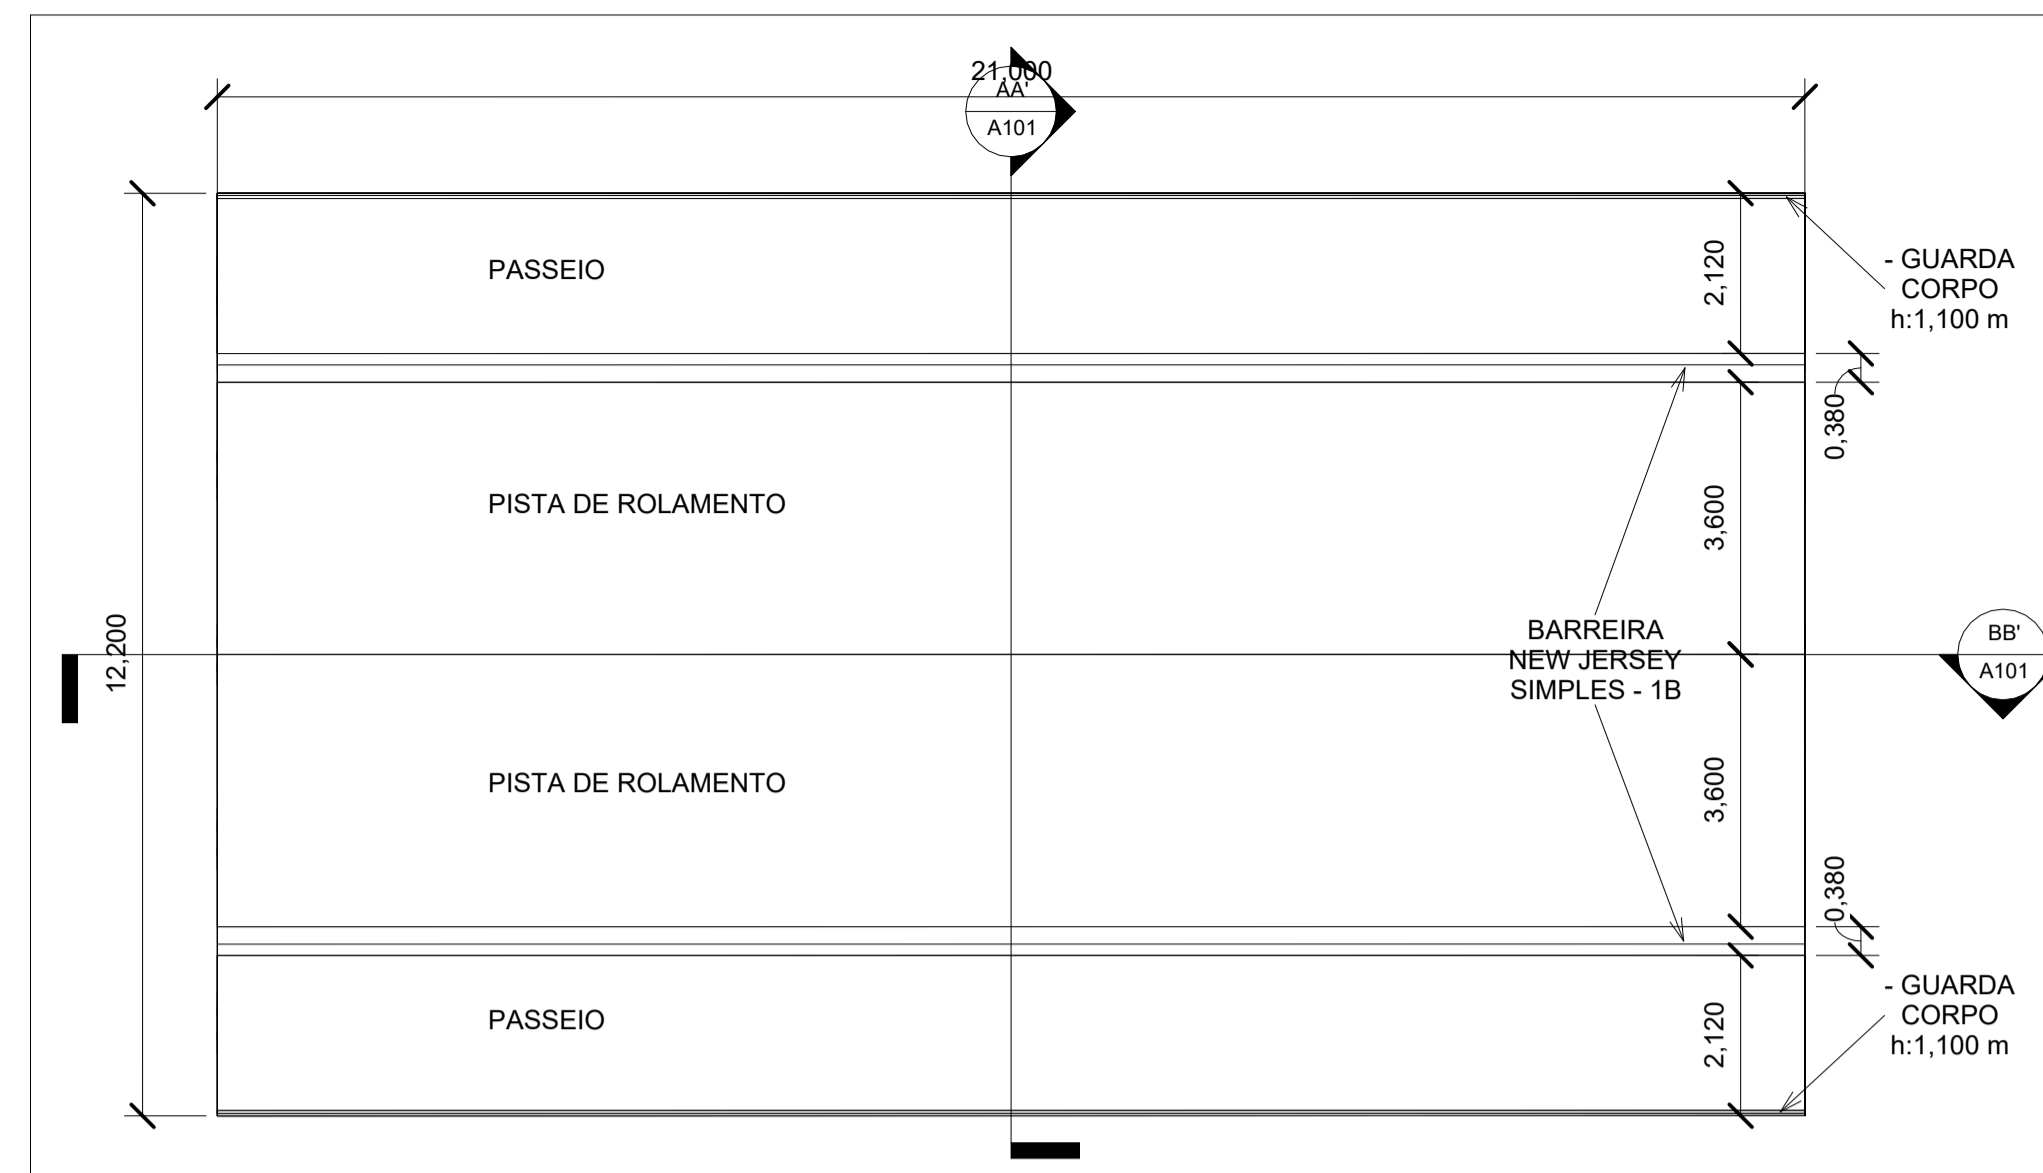 21,000
AA'
A101
PASSEIO
2,120
- GUARDA
CORPO
h:1,100 m
0,380
PISTA DE ROLAMENTO
3,600
12,200
BARREIRA
NEW JERSEY
SIMPLES - 1B
BB'
A101
PISTA DE ROLAMENTO
3,600
0,380
PASSEIO
2,120
- GUARDA
CORPO
h:1,100 m